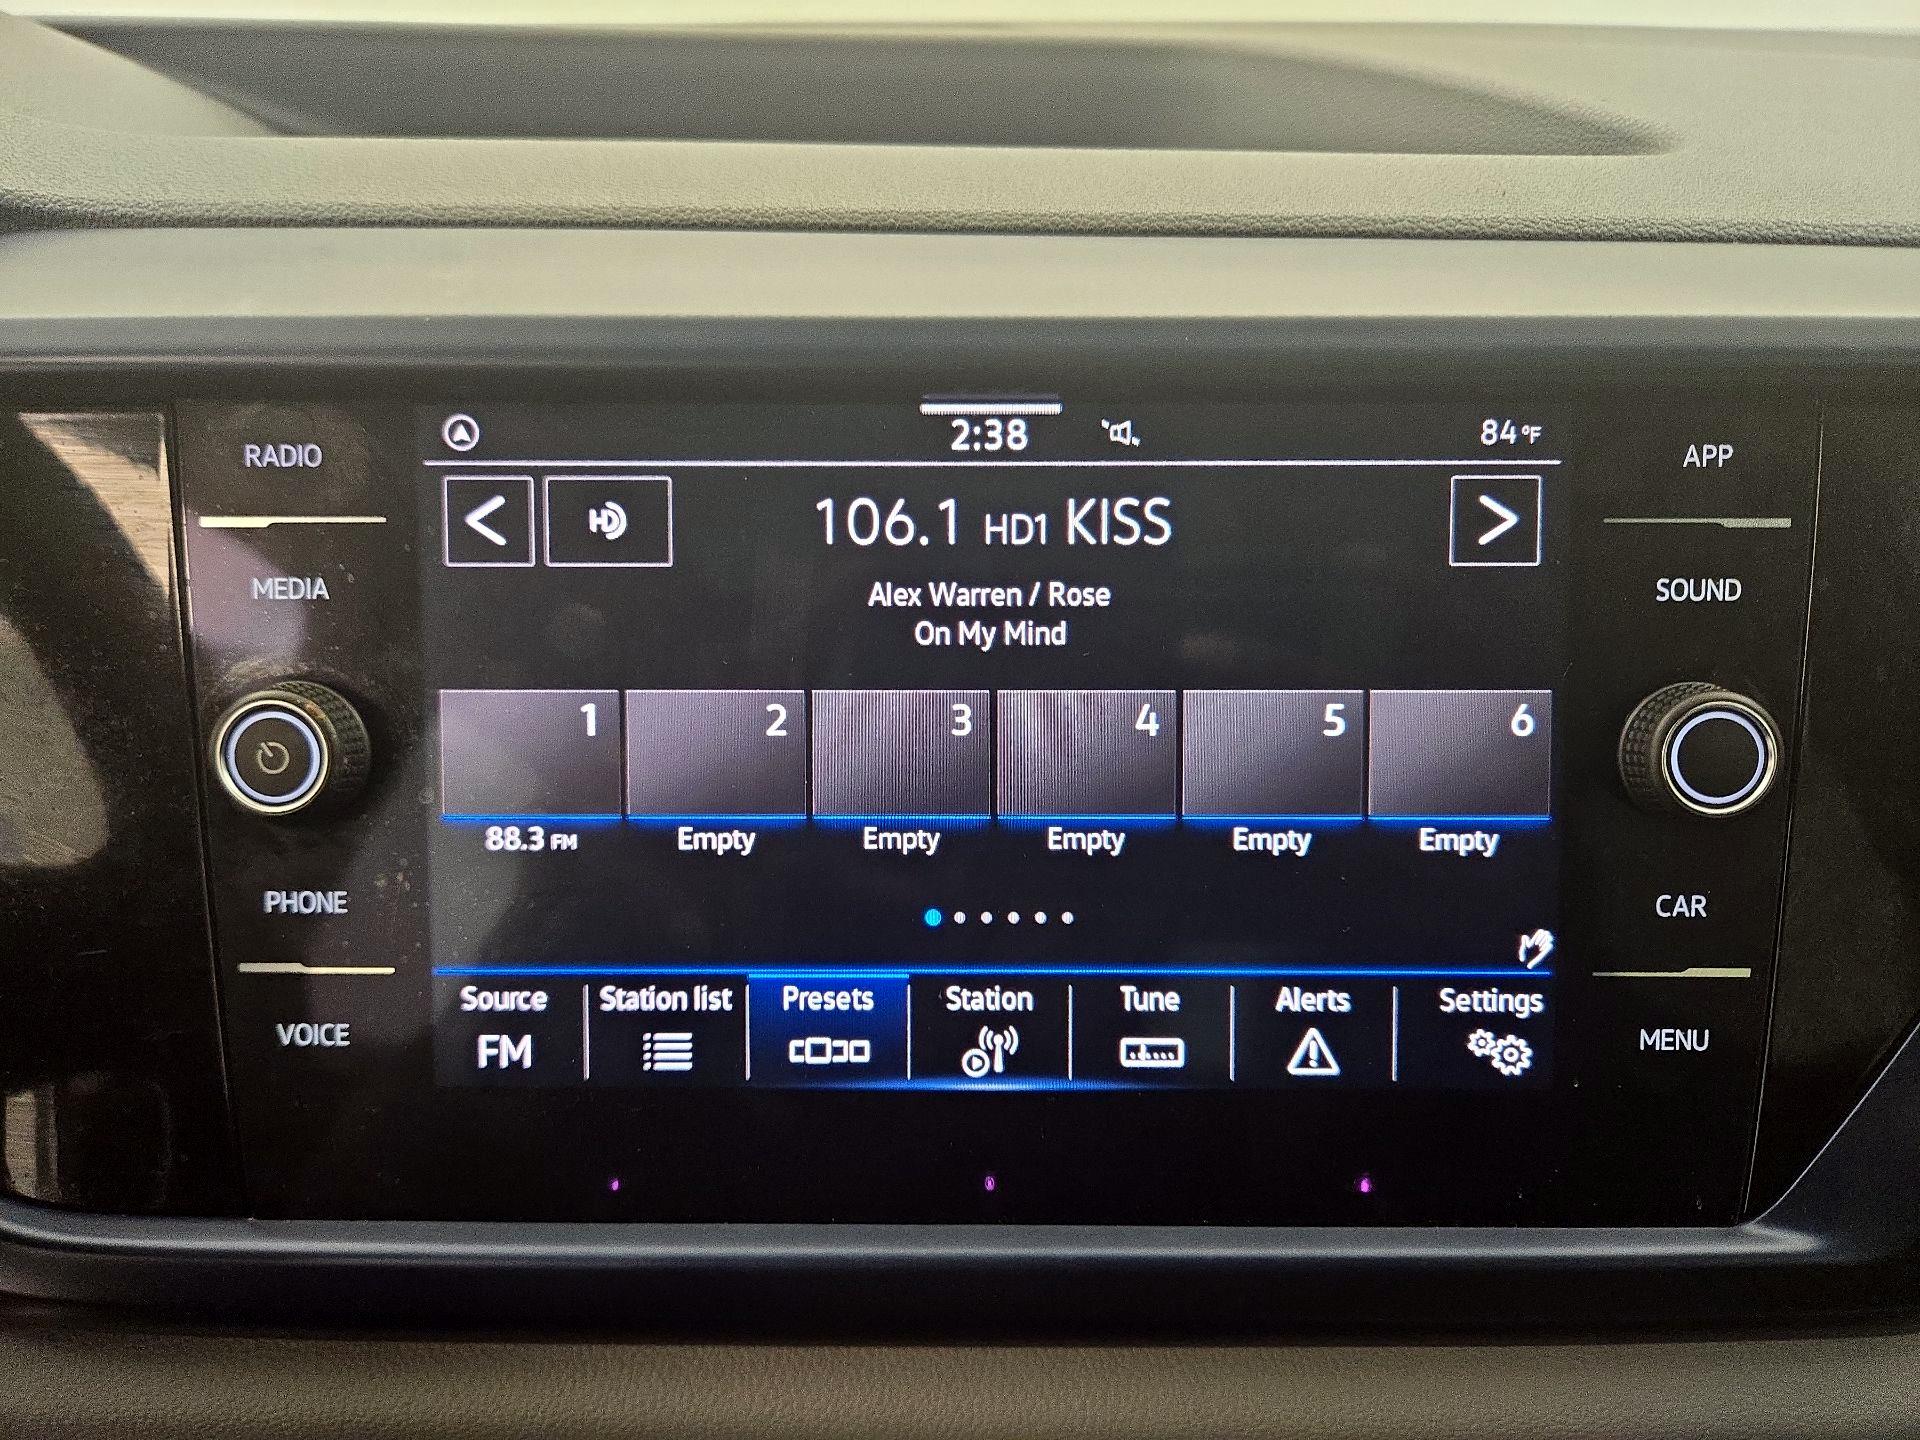 2:38 84 °F
RADIO
APP
HD
106.1 HD1 KISS
MEDIA
SOUND
Alex Warren / Rose
On My Mind
1 2 3 4 5 6
88.3 FM Empty Empty Empty Empty Empty
PHONE
CAR
Source Station list Presets Station Tune Alerts Settings
FM
VOICE
MENU